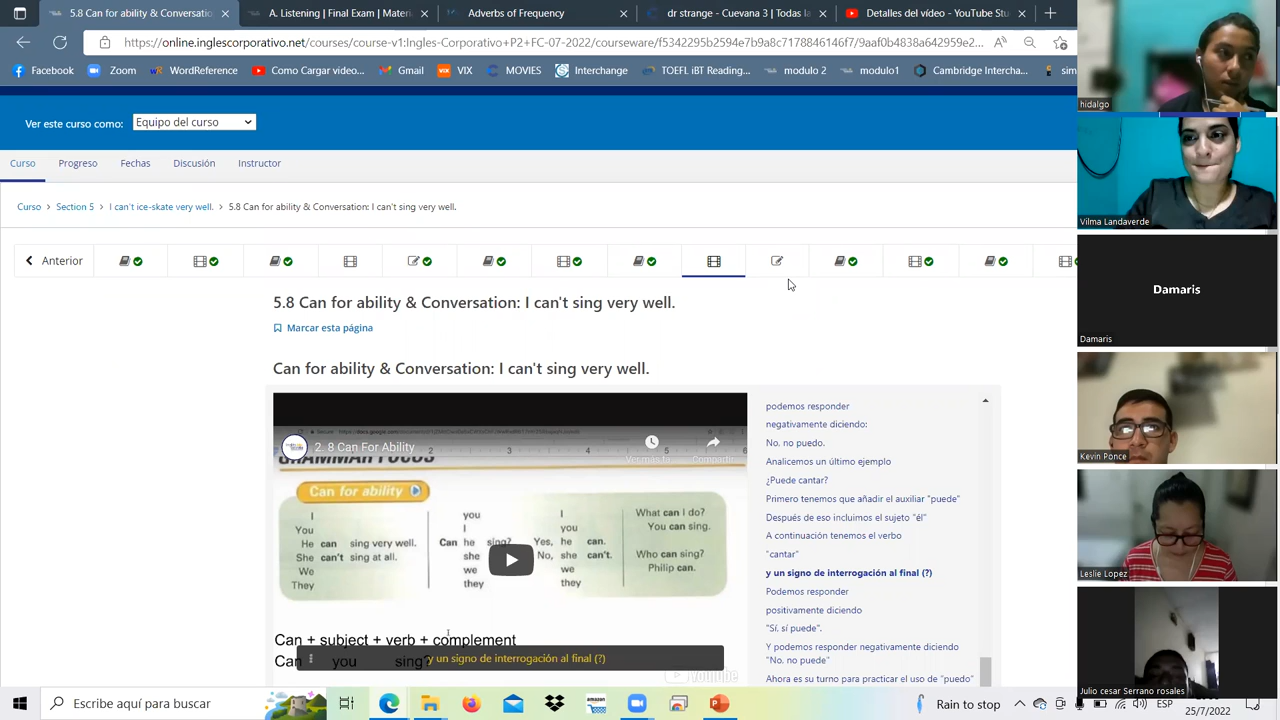 5.8 Can for ability & Conversatio
A. Listening | Final Exam | Materi
Adverbs of Frequency
dr strange - Cuevana 3 | Todas l
Detalles del vídeo - YouTube Stu
https://online.inglescorporativo.net/courses/course-v1:Ingles-Corporativo+P2+FC-07-2022/courseware/f5342295b2594e7b9a8c7178846146f7/9aaf0b4838a642959e2...
Facebook
Zoom
WordReference
Como Cargar video...
Gmail
VIX
MOVIES
Interchange
TOEFL iBT Reading...
modulo 2
modulo1
Cambridge Intercha...
sim
Ver este curso como:
Equipo del curso
Curso
Progreso
Fechas
Discusión
Instructor
Curso > Section 5 > I can't ice-skate very well. > 5.8 Can for ability & Conversation: I can't sing very well.
Anterior
5.8 Can for ability & Conversation: I can't sing very well.
Marcar esta página
Can for ability & Conversation: I can't sing very well.
2. 8 Can For Ability
GRAMMAR FOCUS
Can for ability
I
You
He can sing very well.
She can't sing at all.
We
They
you
I
Can he sing?
she
we
they
I
you
Yes, he can.
No, she can't.
we
they
What can I do?
You can sing.
Who can sing?
Philip can.
Can + subject + verb + complement
Can you sing?
y un signo de interrogación al final (?)
YouTube
podemos responder
negativamente diciendo:
No, no puedo.
Analicemos un último ejemplo
¿Puede cantar?
Primero tenemos que añadir el auxiliar "puede"
Después de eso incluimos el sujeto "él"
A continuación tenemos el verbo
"cantar"
y un signo de interrogación al final (?)
Podemos responder
positivamente diciendo
"Sí, sí puede".
Y podemos responder negativamente diciendo
"No, no puede"
Ahora es su turno para practicar el uso de "puedo"
hidalgo
Vilma Landaverde
Damaris
Damaris
Kevin Ponce
Leslie Lopez
Julio cesar Serrano rosales
Escribe aquí para buscar
Rain to stop
ESP
25/7/2022